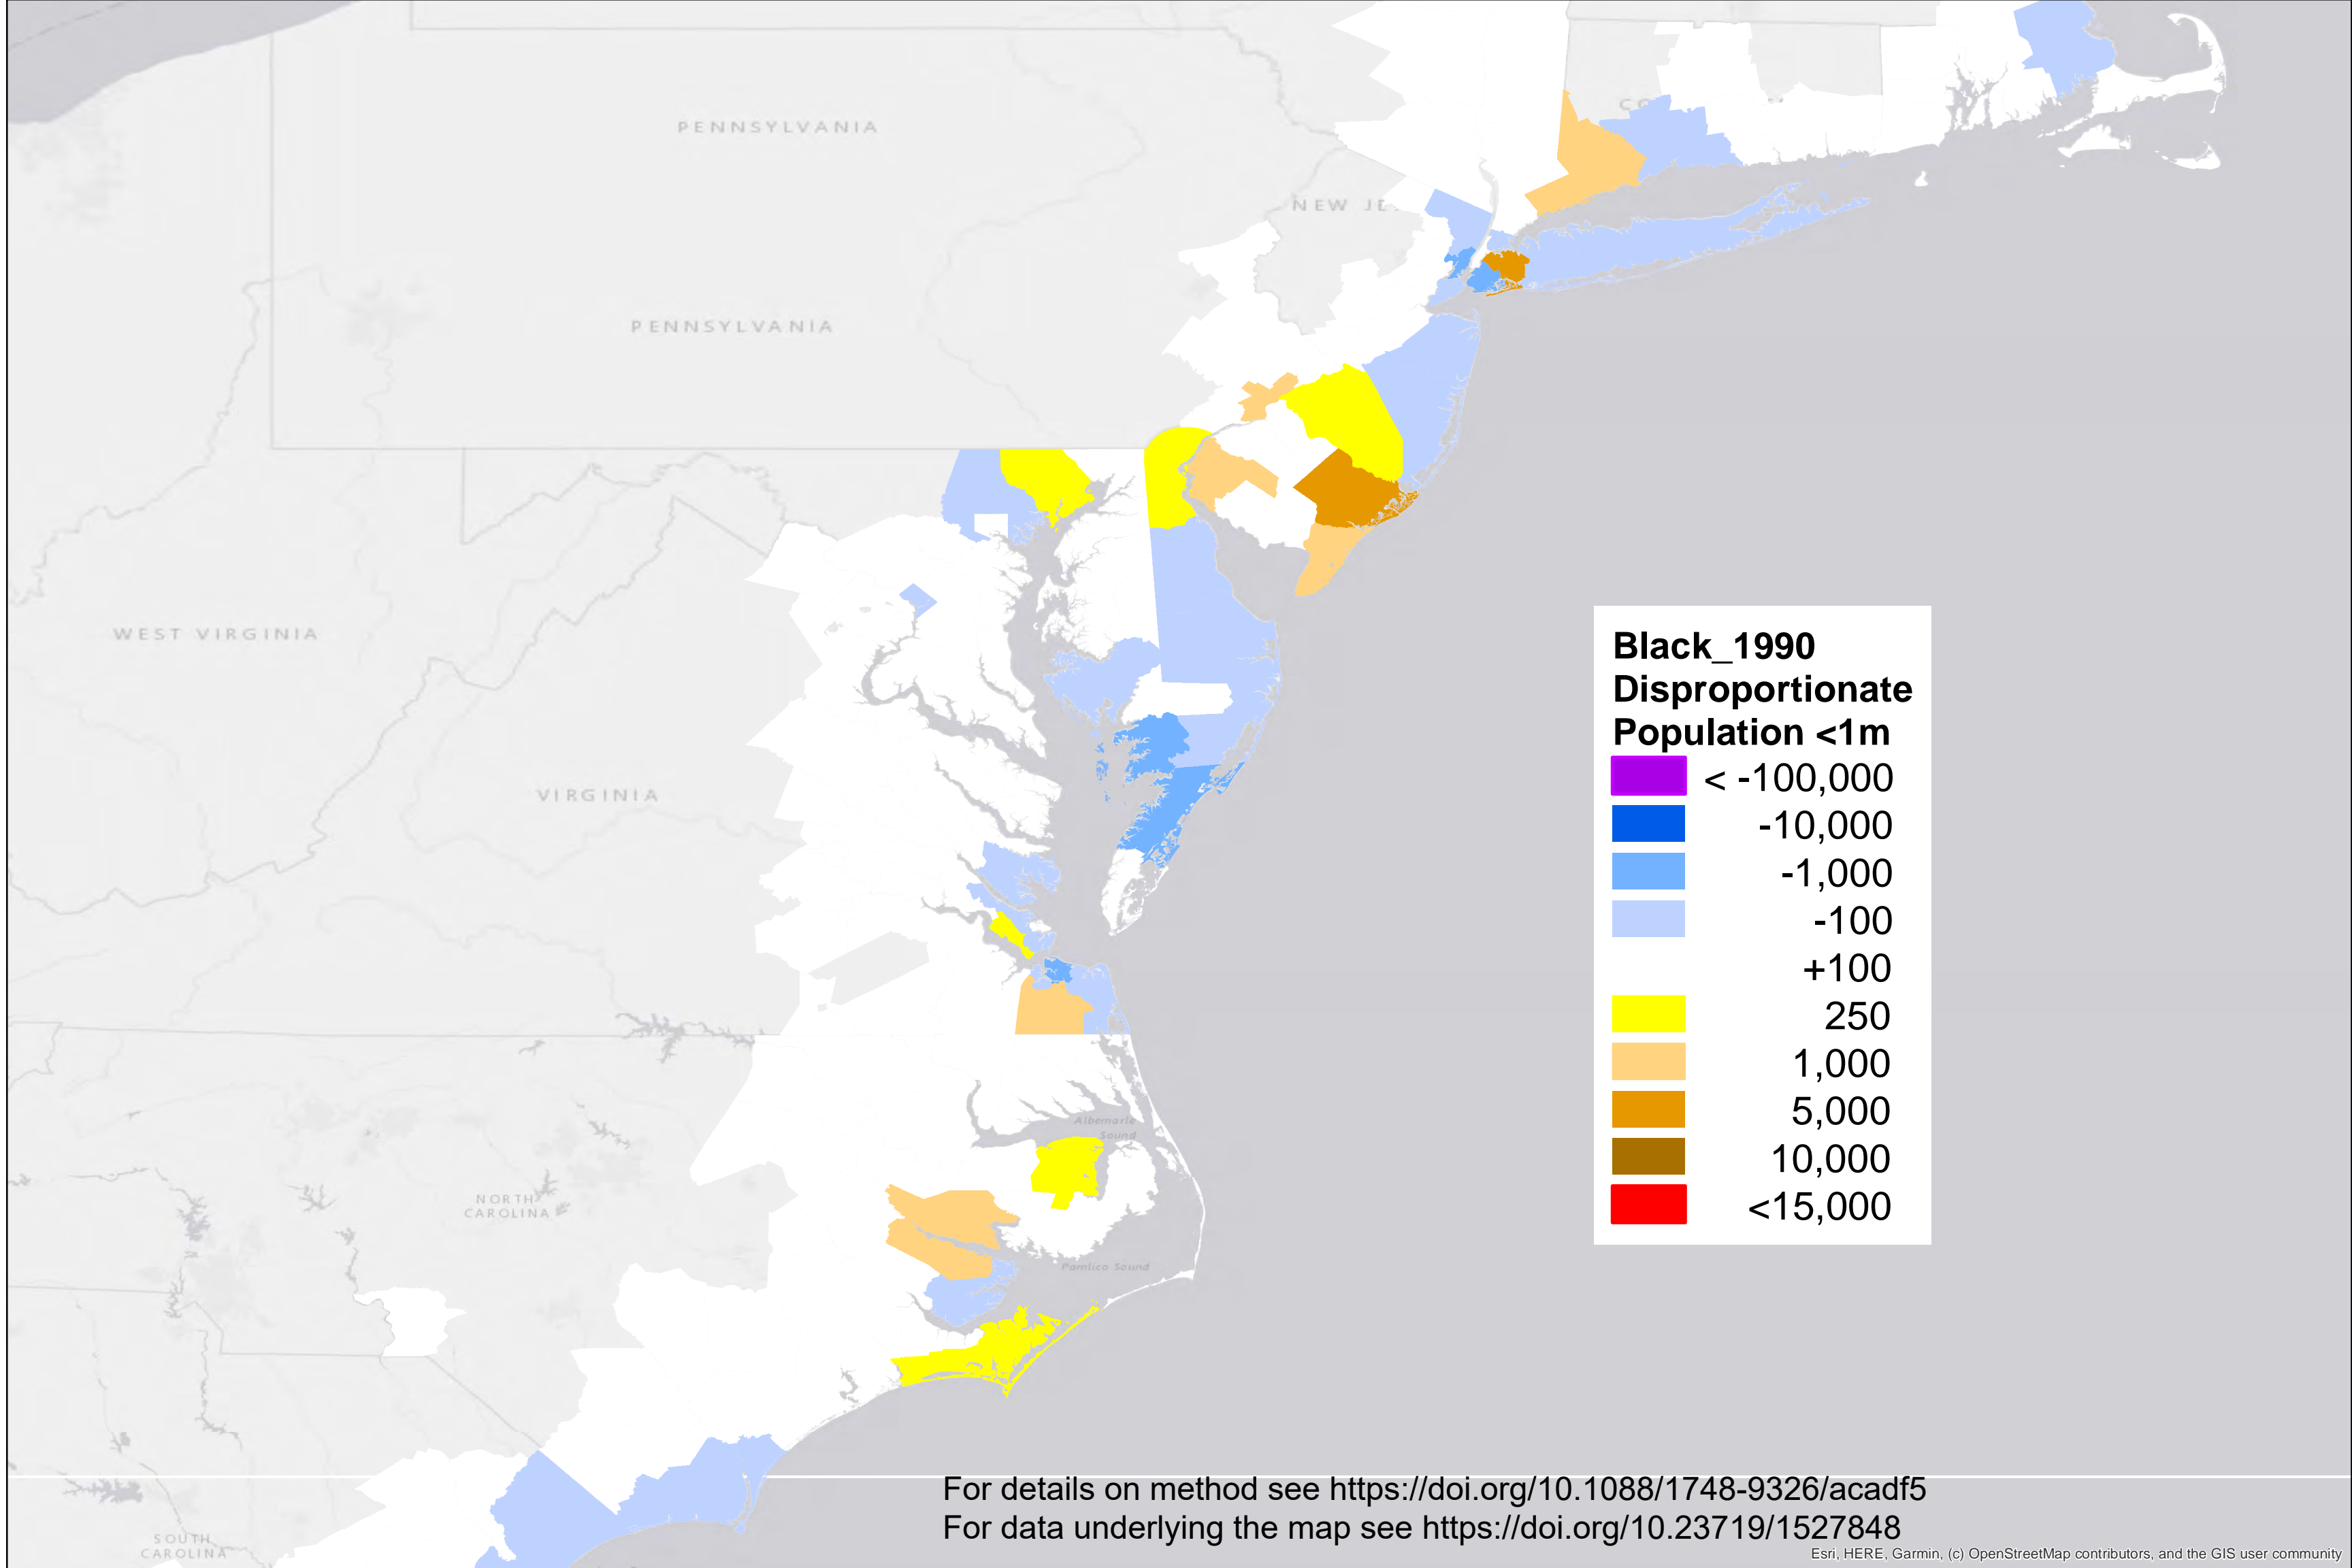 PENNSYLVANIA
NEW JE
PENNSYLVANIA
WEST VIRGINIA
VIRGINIA
Black_1990
Disproportionate
Population <1m
< -100,000
-10,000
-1,000
-100
+100
250
1,000
5,000
10,000
<15,000
Albemarle
Sound
NORTH
CAROLINA
Pamlico Sound
SOUTH
CAROLINA
For details on method see https://doi.org/10.1088/1748-9326/acadf5
For data underlying the map see https://doi.org/10.23719/1527848
Esri, HERE, Garmin, (c) OpenStreetMap contributors, and the GIS user community